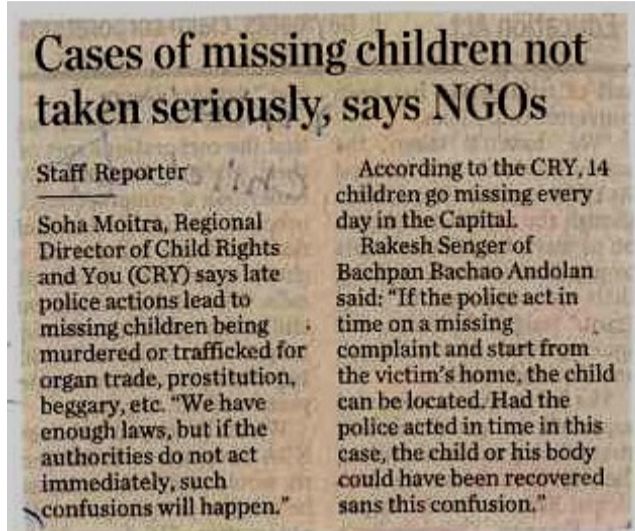 Cases of missing children not
taken seriously, says NGOs
Staff Reporter
Soha Moitra, Regional
Director of Child Rights
and You (CRY) says late
police actions lead to
missing children being
murdered or trafficked for
organ trade, prostitution,
beggary, etc. “We have
enough laws, but if the
authorities do not act
immediately, such
confusions will happen.”
According to the CRY, 14
children go missing every
day in the Capital.
Rakesh Senger of
Bachpan Bachao Andolan
said: “If the police act in
time on a missing
complaint and start from
the victim’s home, the child
can be located. Had the
police acted in time in this
case, the child or his body
could have been recovered
sans this confusion.”